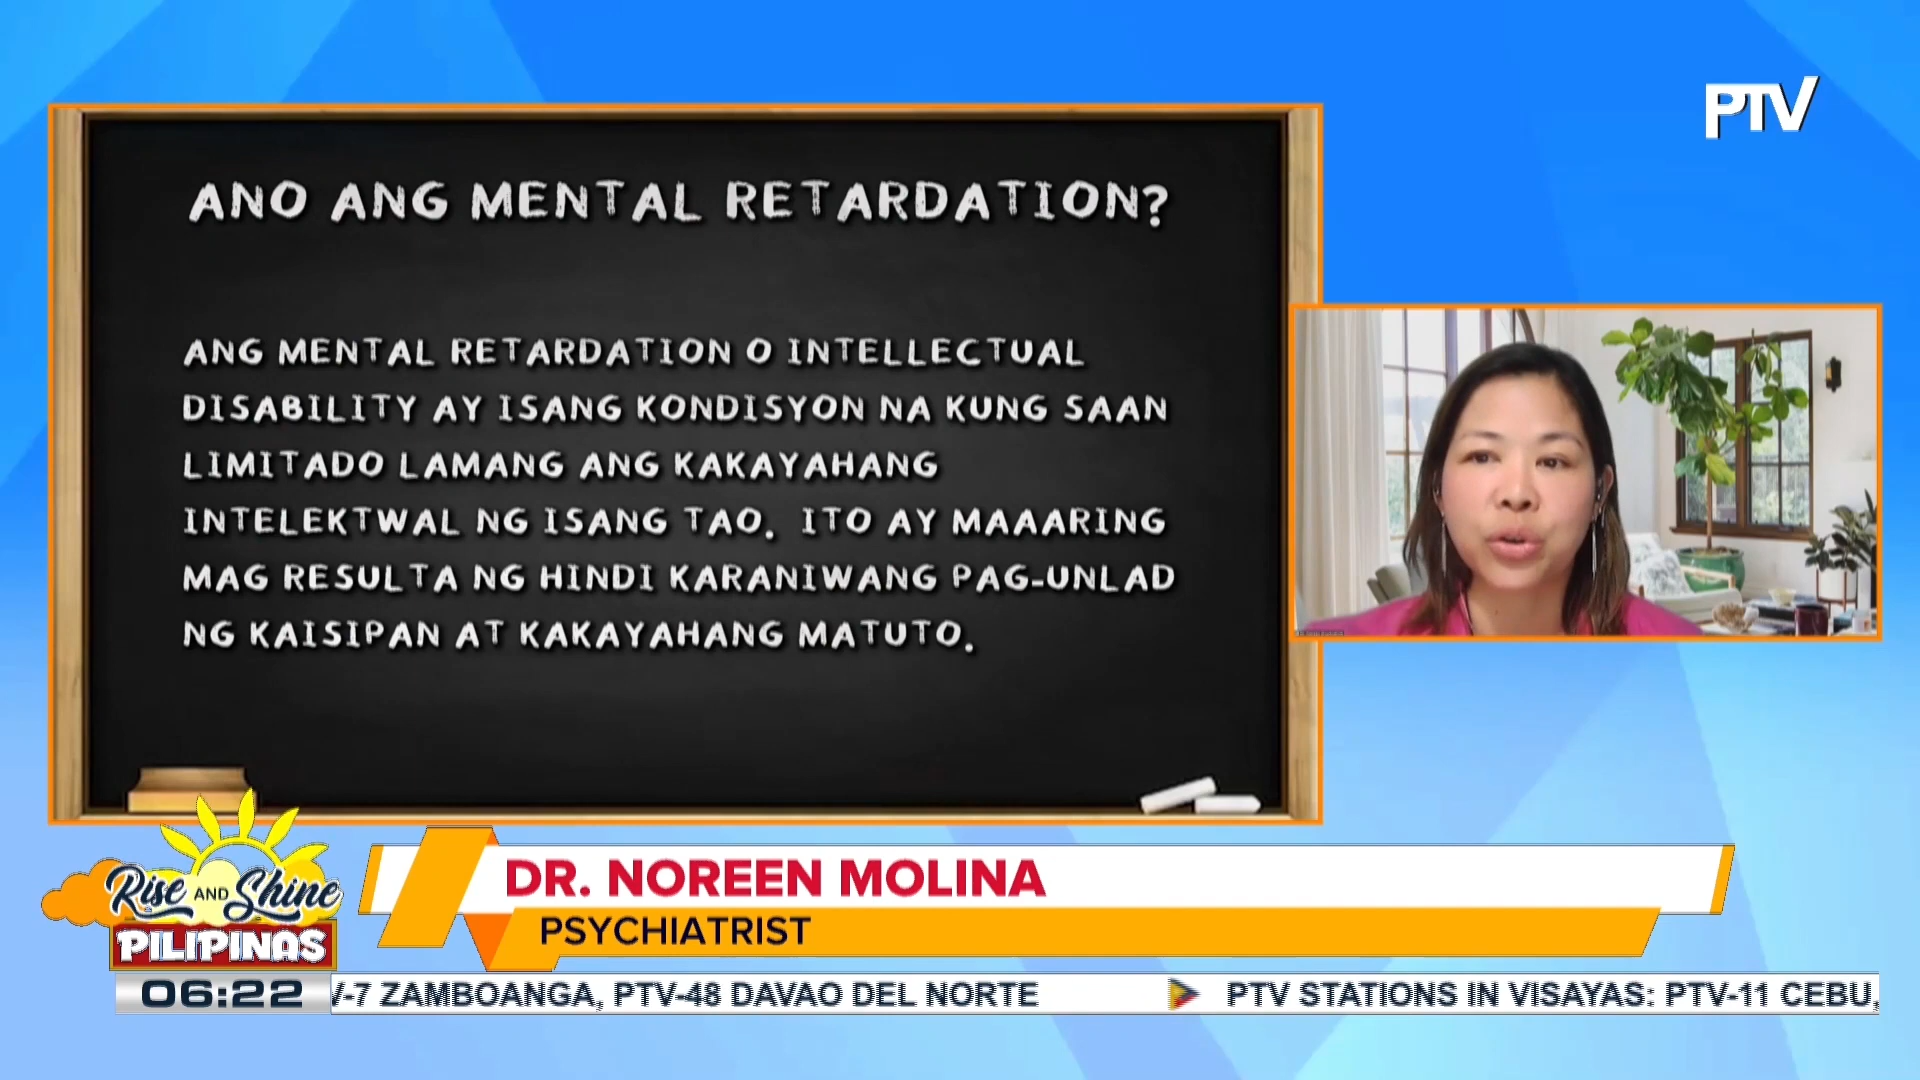 PTV
ANO ANG MENTAL RETARDATION?
ANG MENTAL RETARDATION O INTELLECTUAL
DISABILITY AY ISANG KONDISYON NA KUNG SAAN
LIMITADO LAMANG ANG KAKAYAHANG
INTELEKTWAL NG ISANG TAO. ITO AY MAAARING
MAG RESULTA NG HINDI KARANIWANG PAG-UNLAD
NG KAISIPAN AT KAKAYAHANG MATUTO.
Rise AND Shine
PILIPINAS
DR. NOREEN MOLINA
PSYCHIATRIST
06:22
V-7 ZAMBOANGA, PTV-48 DAVAO DEL NORTE PTV STATIONS IN VISAYAS: PTV-11 CEBU,